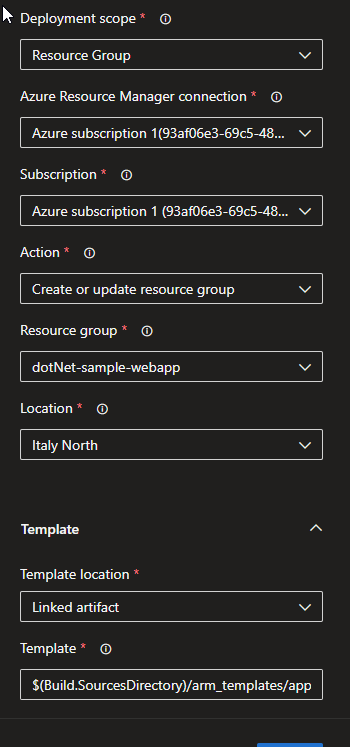 Deployment scope *
Resource Group
Azure Resource Manager connection *
Azure subscription 1(93af06e3-69c5-48...
Subscription *
Azure subscription 1 (93af06e3-69c5-48...
Action *
Create or update resource group
Resource group *
dotNet-sample-webapp
Location *
Italy North
Template
Template location *
Linked artifact
Template *
$(Build.SourcesDirectory)/arm_templates/app